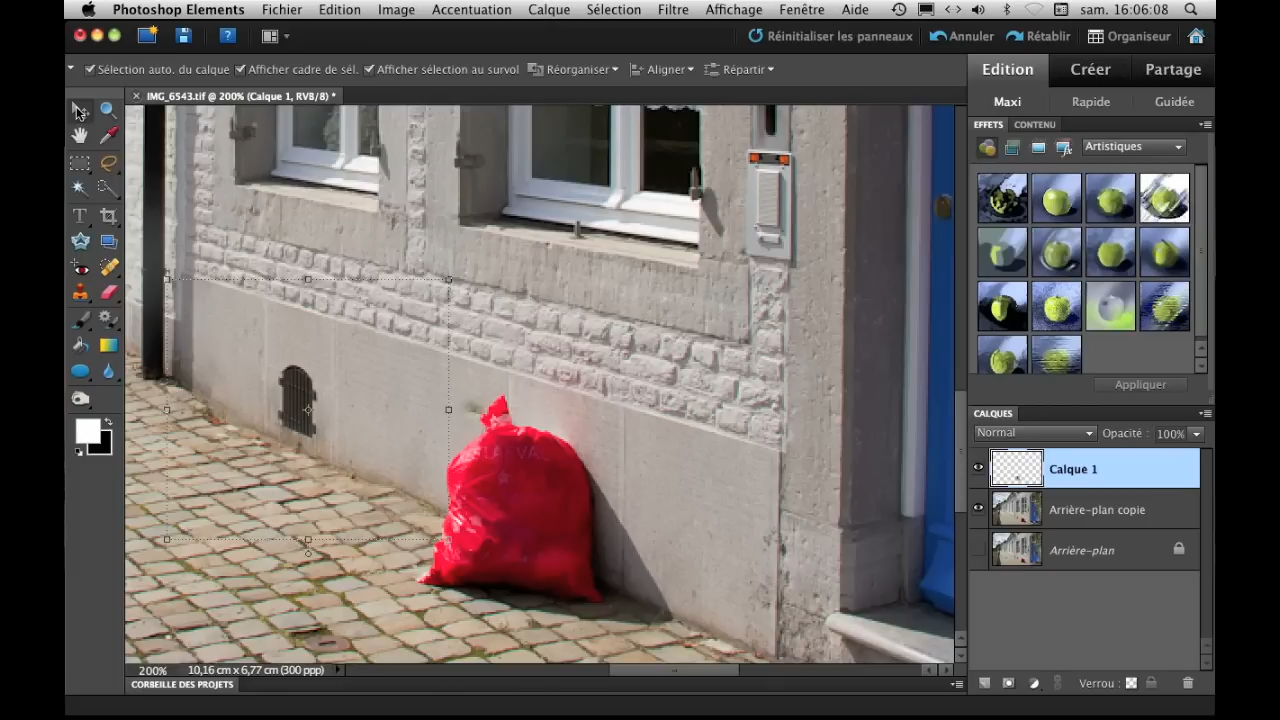 Photoshop Elements Fichier Edition Image Accentuation Calque Sélection Filtre Affichage Fenêtre Aide sam. 16:06:08
? Réinitialiser les panneaux Annuler Rétablir Organiseur
Sélection auto. du calque Afficher cadre de sél. Afficher sélection au survol Réorganiser Aligner Répartir
Edition Créer Partage
IMG_6543.tif @ 200% (Calque 1, RVB/8) *
Maxi Rapide Guidée
EFFETS CONTENU
Artistiques
T
Appliquer
CALQUES
Normal Opacité : 100%
Calque 1
Arrière-plan copie
Arrière-plan
200% 10,16 cm x 6,77 cm (300 ppp)
Verrou :
CORBEILLE DES PROJETS